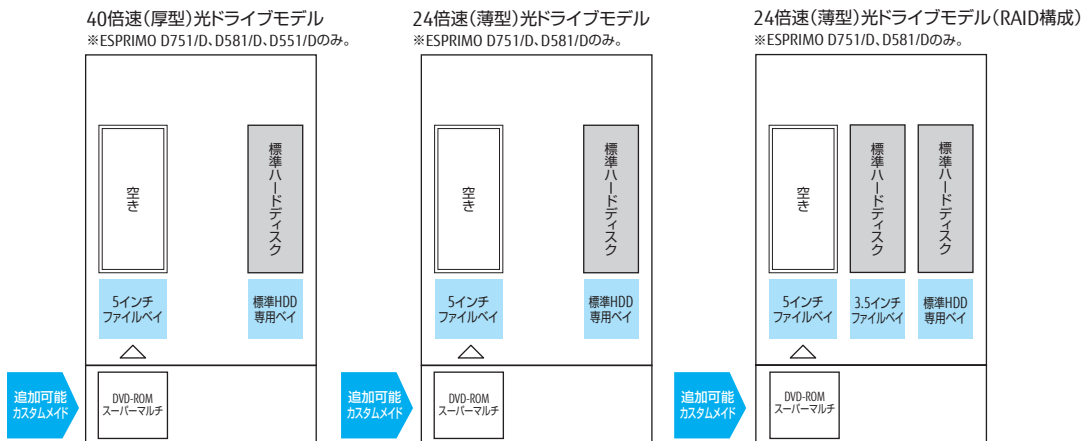 40倍速（厚型）光ドライブモデル
※ESPRIMO D751/D、D581/D、D551/Dのみ。
空き
標準ハードディスク
5インチ
ファイルベイ
標準HDD
専用ベイ
追加可能
カスタムメイド
DVD-ROM
スーパーマルチ
24倍速（薄型）光ドライブモデル
※ESPRIMO D751/D、D581/Dのみ。
空き
標準ハードディスク
5インチ
ファイルベイ
標準HDD
専用ベイ
追加可能
カスタムメイド
DVD-ROM
スーパーマルチ
24倍速（薄型）光ドライブモデル（RAID構成）
※ESPRIMO D751/D、D581/Dのみ。
空き
標準ハードディスク
標準ハードディスク
5インチ
ファイルベイ
3.5インチ
ファイルベイ
標準HDD
専用ベイ
追加可能
カスタムメイド
DVD-ROM
スーパーマルチ